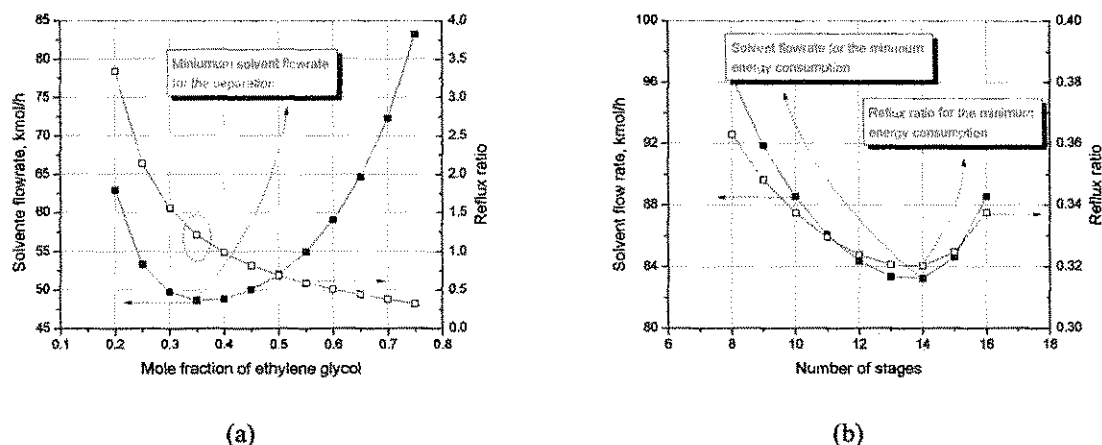 85
80
75
70
65
60
55
50
45
Solvente flowrate, kmol/h
Miniumum solvent flowrate
for the separation
4.0
3.5
3.0
2.5
2.0
1.5
1.0
0.5
0.0
Reflux ratio
0.1 0.2 0.3 0.4 0.5 0.6 0.7 0.8
Mole fraction of ethylene glycol
(a)
100
96
92
88
84
80
Solvent flow rate, kmol/h
Solvent flowrate for the minimum
energy consumption
Reflux ratio for the minimum
energy consumption
0.40
0.38
0.36
0.34
0.32
0.30
Reflux ratio
6 8 10 12 14 16 18
Number of stages
(b)